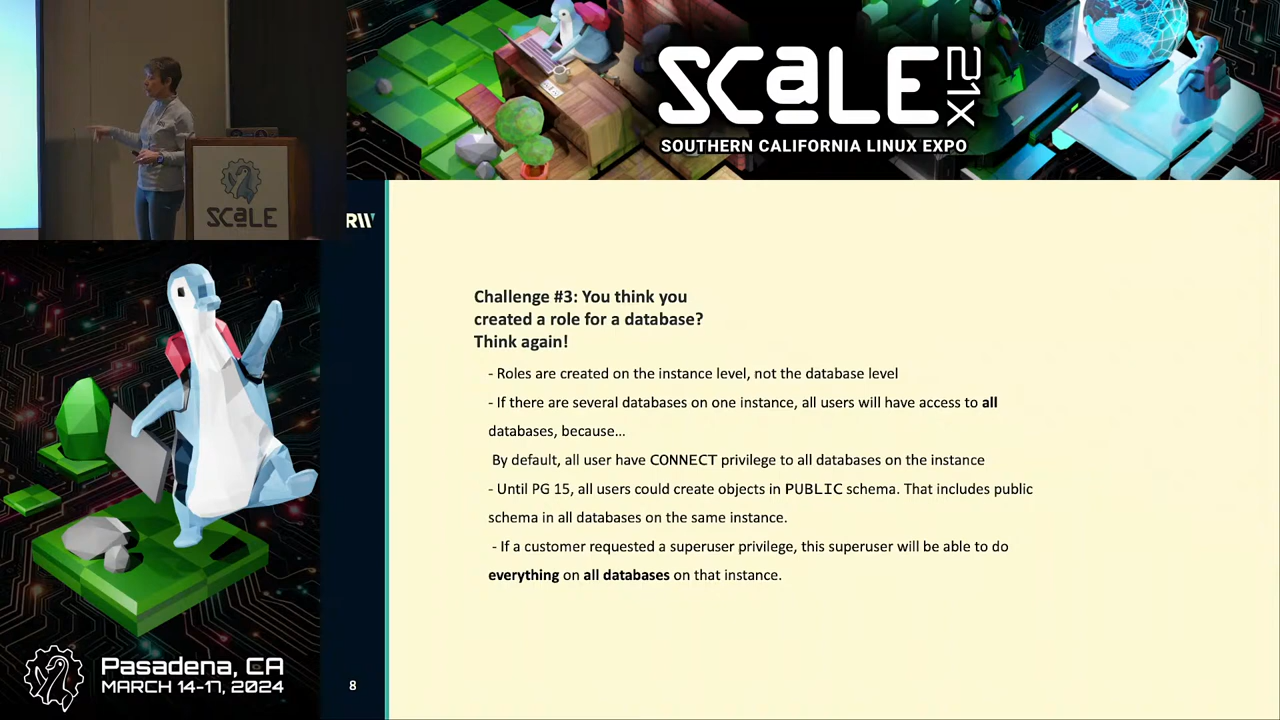 SCaLE 21X
SOUTHERN CALIFORNIA LINUX EXPO
SCaLE
RW
Challenge #3: You think you
created a role for a database?
Think again!
- Roles are created on the instance level, not the database level
- If there are several databases on one instance, all users will have access to all
databases, because...
By default, all user have CONNECT privilege to all databases on the instance
- Until PG 15, all users could create objects in PUBLIC schema. That includes public
schema in all databases on the same instance.
- If a customer requested a superuser privilege, this superuser will be able to do
everything on all databases on that instance.
Pasadena, CA
MARCH 14-17, 2024
8